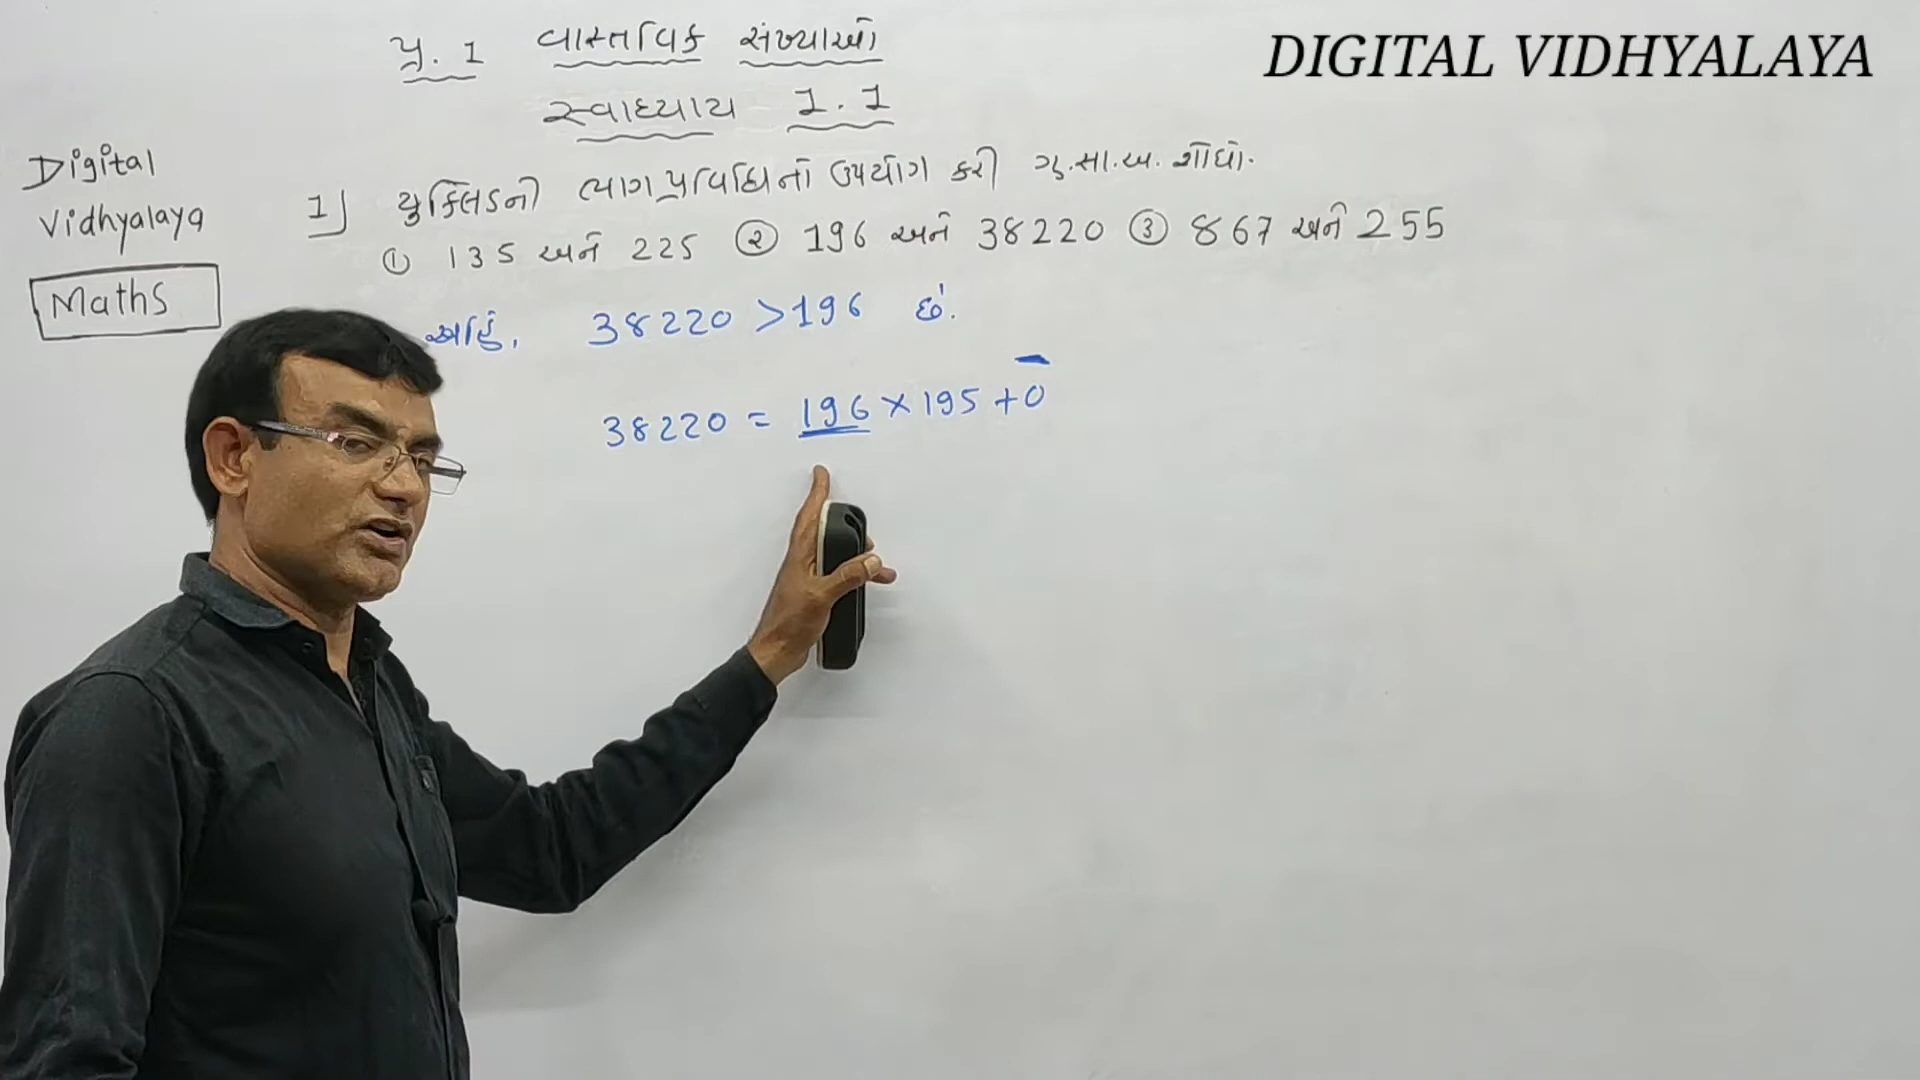 DIGITAL VIDHYALAYA
પ્ર. 1 વાસ્તવિક સંખ્યાઓ
સ્વાધ્યાય 1.1
Digital
Vidhyalaya
Maths
1] યુક્લિડની ભાગપ્રવિધિનો ઉપયોગ કરી ગુ.સા.અ. શોધો.
① 135 અને 225 ② 196 અને 38220 ③ 867 અને 255
અહિં, 38220 > 196 છે.
38220 = 196 × 195 + 0